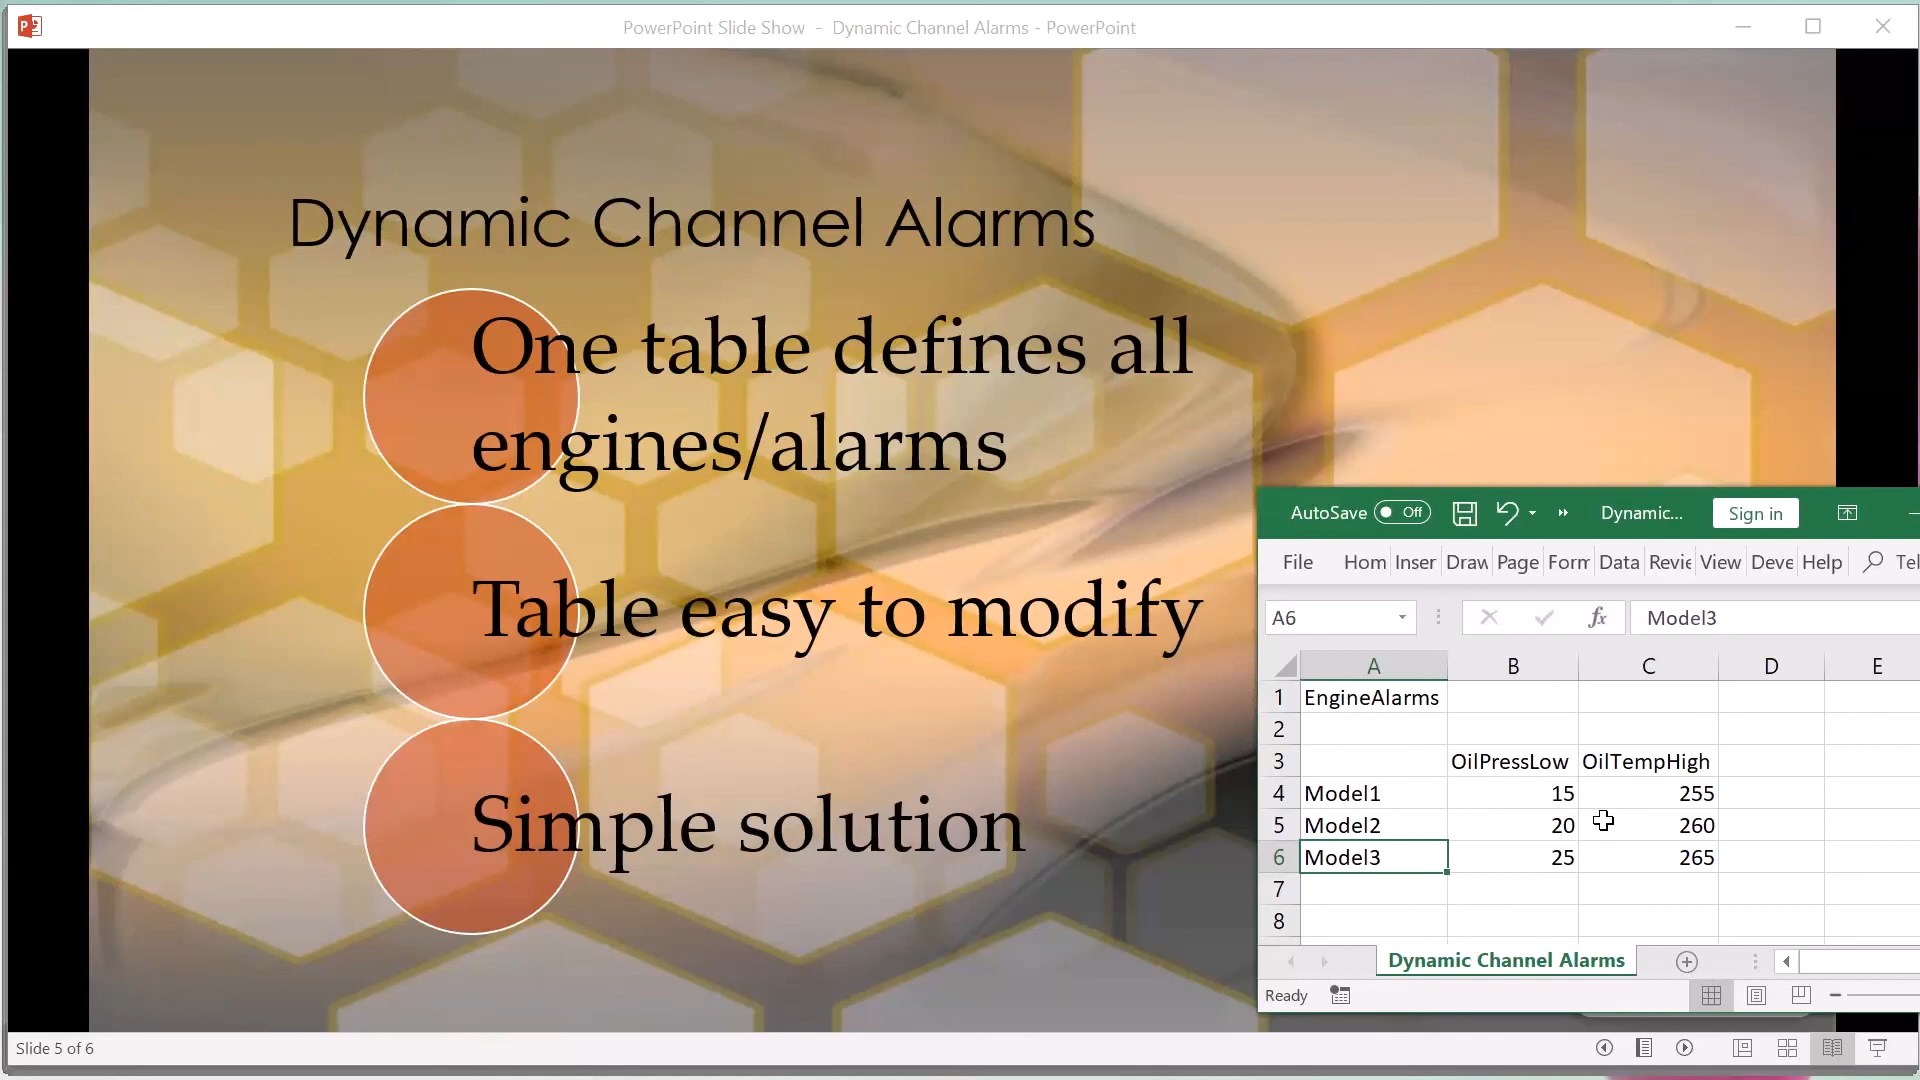 PowerPoint Slide Show - Dynamic Channel Alarms - PowerPoint
Dynamic Channel Alarms
One table defines all
engines/alarms
Table easy to modify
Simple solution
AutoSave Off Dynamic... Sign in
File Hom Inser Draw Page Form Data Revie View Deve Help Tel
A6 fx Model3
A B C D E
1 EngineAlarms
2
3 OilPressLow OilTempHigh
4 Model1 15 255
5 Model2 20 260
6 Model3 25 265
7
8
Dynamic Channel Alarms
Ready
Slide 5 of 6